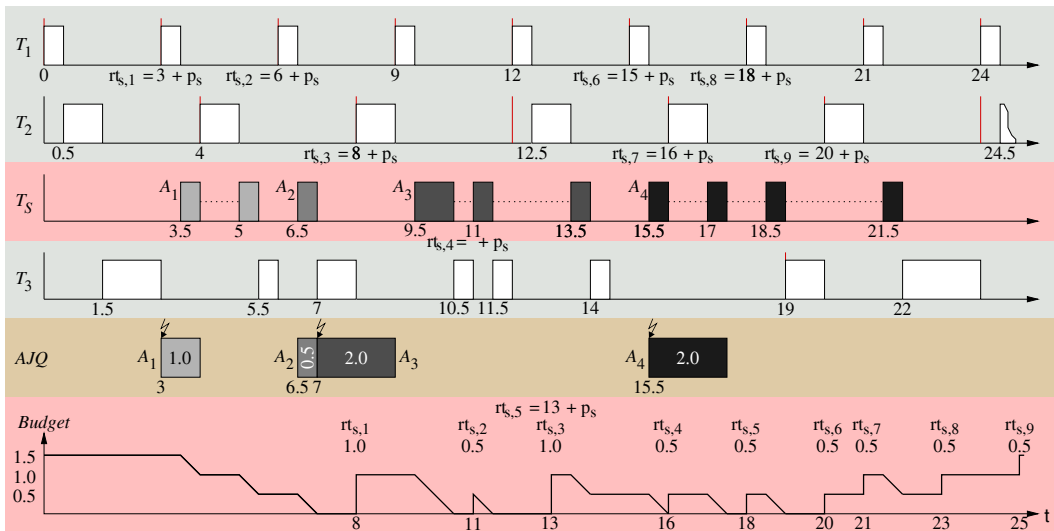 T1
0 3 6 9 12 15 18 21 24
rts,1 = 3 + ps rts,2 = 6 + ps rts,6 = 15 + ps rts,8 = 18 + ps
T2
0.5 4 8 12.5 16 20 24.5
rts,3 = 8 + ps rts,7 = 16 + ps rts,9 = 20 + ps
TS
A1 A2 A3 A4
3.5 5 6.5 9.5 11 13.5 15.5 17 18.5 21.5
rts,4 = + ps
T3
1.5 5.5 7 10.5 11.5 14 19 22
AJQ
A1 1.0 A2 0.5 2.0 A3 A4 2.0
3 6.5 7 15.5
rts,5 = 13 + ps
Budget
rts,1 rts,2 rts,3 rts,4 rts,5 rts,6 rts,7 rts,8 rts,9
1.0 0.5 1.0 0.5 0.5 0.5 0.5 0.5 0.5
1.5
1.0
0.5
8 11 13 16 18 20 21 23 25 t